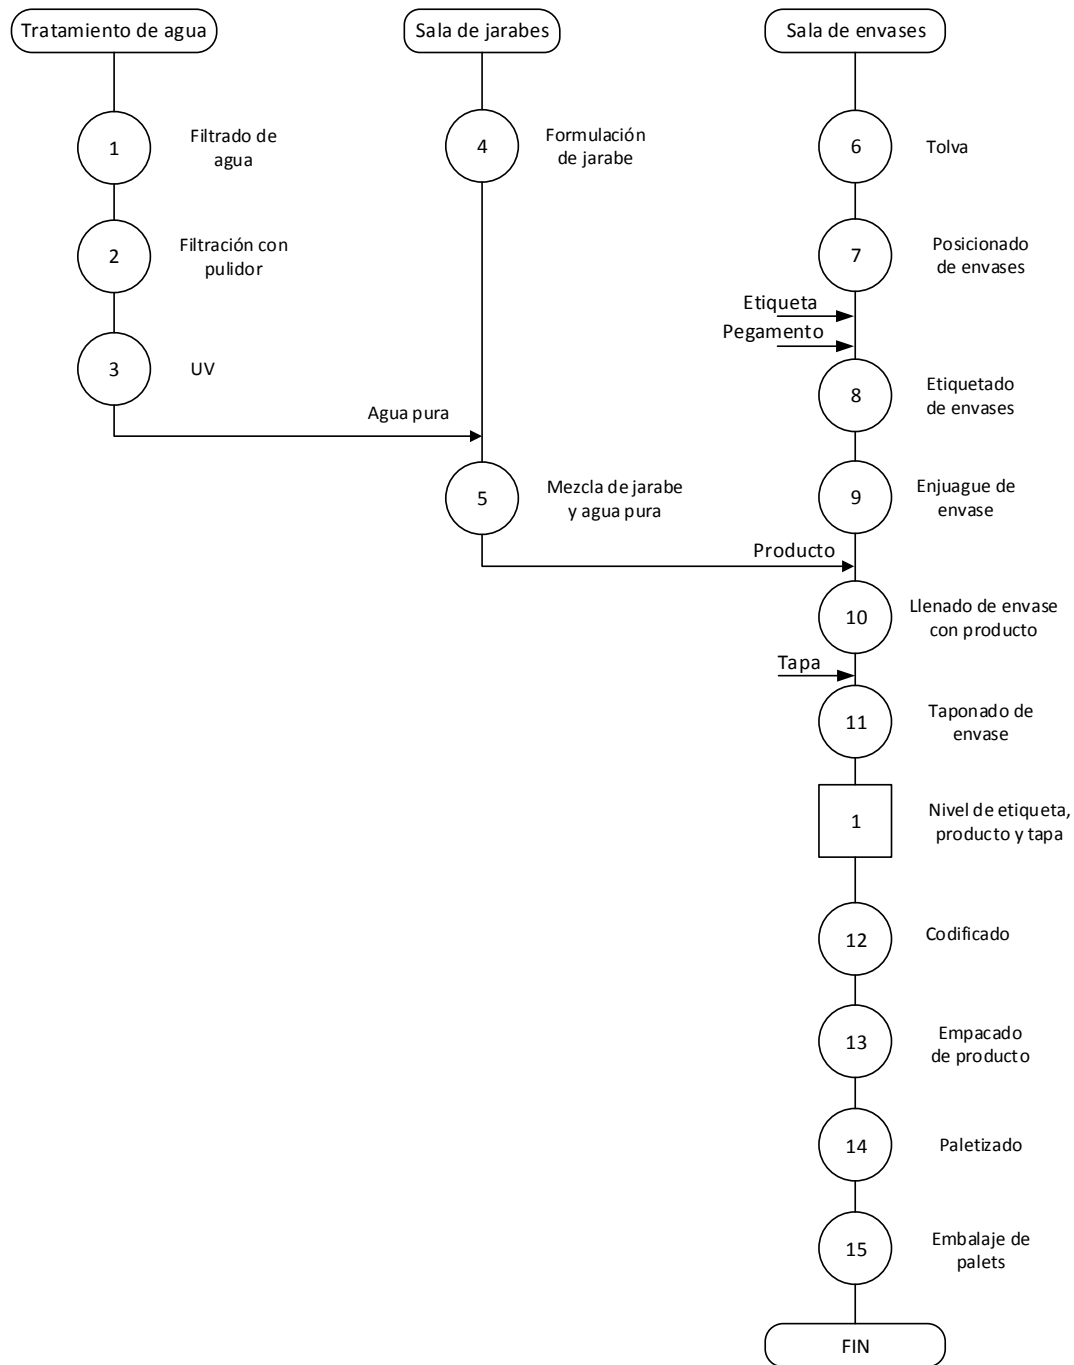 Tratamiento de agua
1
Filtrado de
agua
2
Filtración con
pulidor
3
UV
Agua pura
Sala de jarabes
4
Formulación
de jarabe
5
Mezcla de jarabe
y agua pura
Producto
Sala de envases
6
Tolva
7
Posicionado
de envases
Etiqueta
Pegamento
8
Etiquetado
de envases
9
Enjuague de
envase
10
Llenado de envase
con producto
Tapa
11
Taponado de
envase
1
Nivel de etiqueta,
producto y tapa
12
Codificado
13
Empacado
de producto
14
Paletizado
15
Embalaje de
palets
FIN